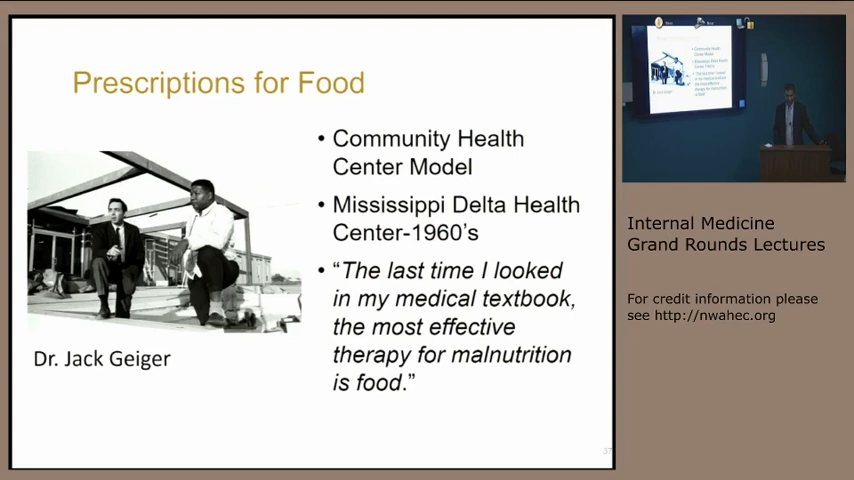 Prescriptions for Food
• Community Health
Center Model
• Mississippi Delta Health
Center-1960's
• "The last time I looked
in my medical textbook,
the most effective
therapy for malnutrition
is food."
Dr. Jack Geiger
37
Internal Medicine
Grand Rounds Lectures
For credit information please
see http://nwahec.org